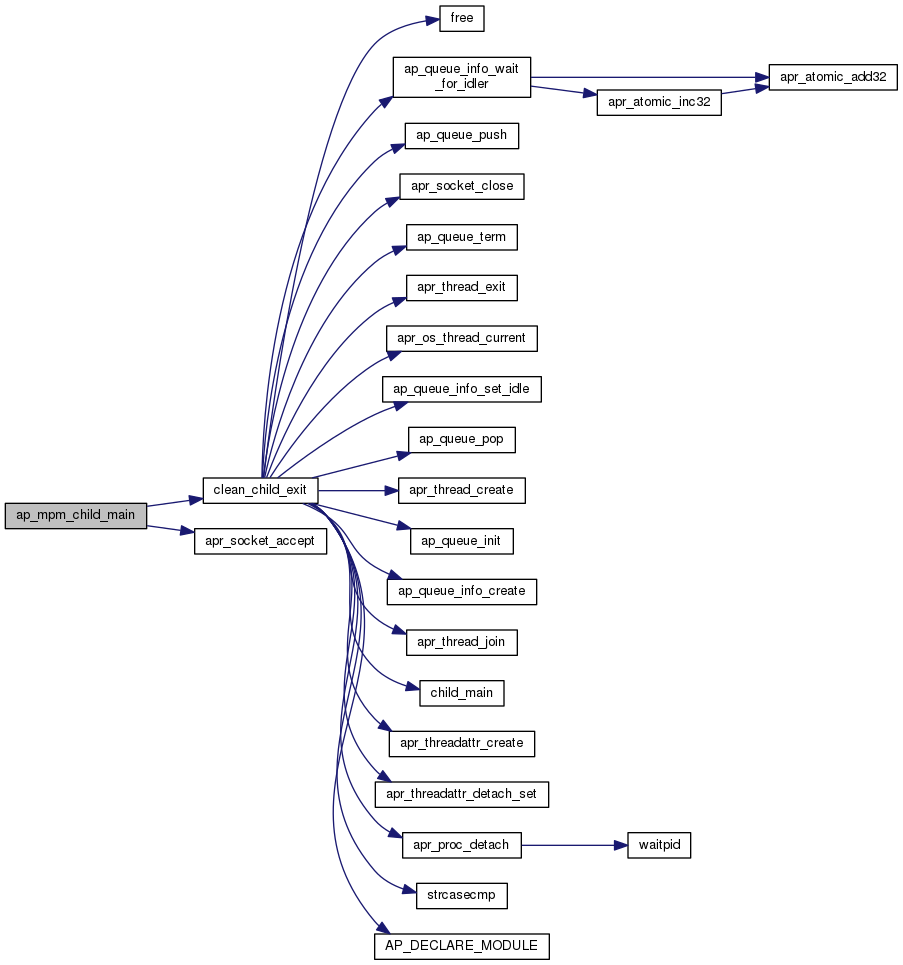 free
ap_queue_info_wait
_for_idler
apr_atomic_add32
apr_atomic_inc32
ap_queue_push
apr_socket_close
ap_queue_term
apr_thread_exit
apr_os_thread_current
ap_queue_info_set_idle
ap_queue_pop
clean_child_exit
apr_thread_create
ap_mpm_child_main
apr_socket_accept
ap_queue_init
ap_queue_info_create
apr_thread_join
child_main
apr_threadattr_create
apr_threadattr_detach_set
apr_proc_detach
waitpid
strcasecmp
AP_DECLARE_MODULE